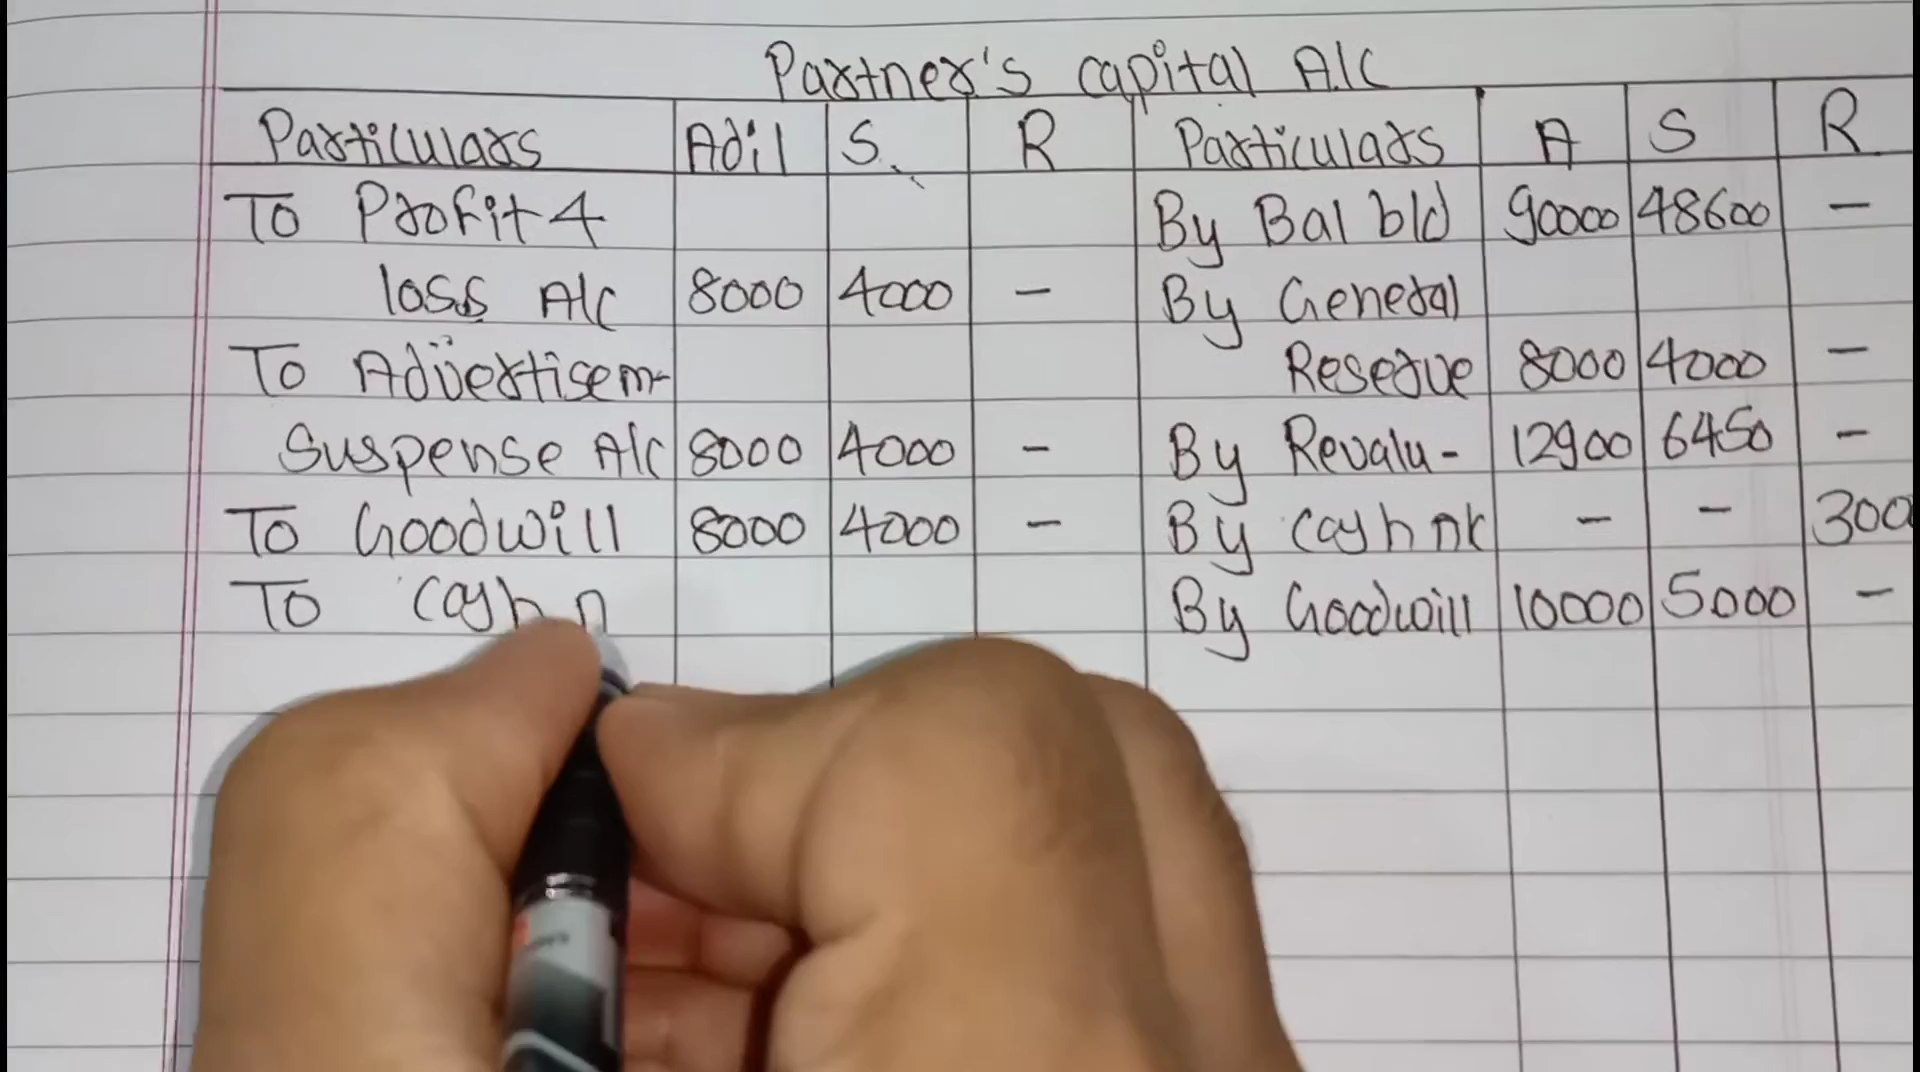 Partner's capital A/C
Particulars Adil S. R Particulars A S R
To Profit & By Bal b/d 90000 48600 -
loss A/c 8000 4000 - By General
To Advertisem- Reserve 8000 4000 -
Suspense A/c 8000 4000 - By Revalu- 12900 6450 -
To Goodwill 8000 4000 - By Cash A/c - - 300
To Cash By Goodwill 10000 5000 -